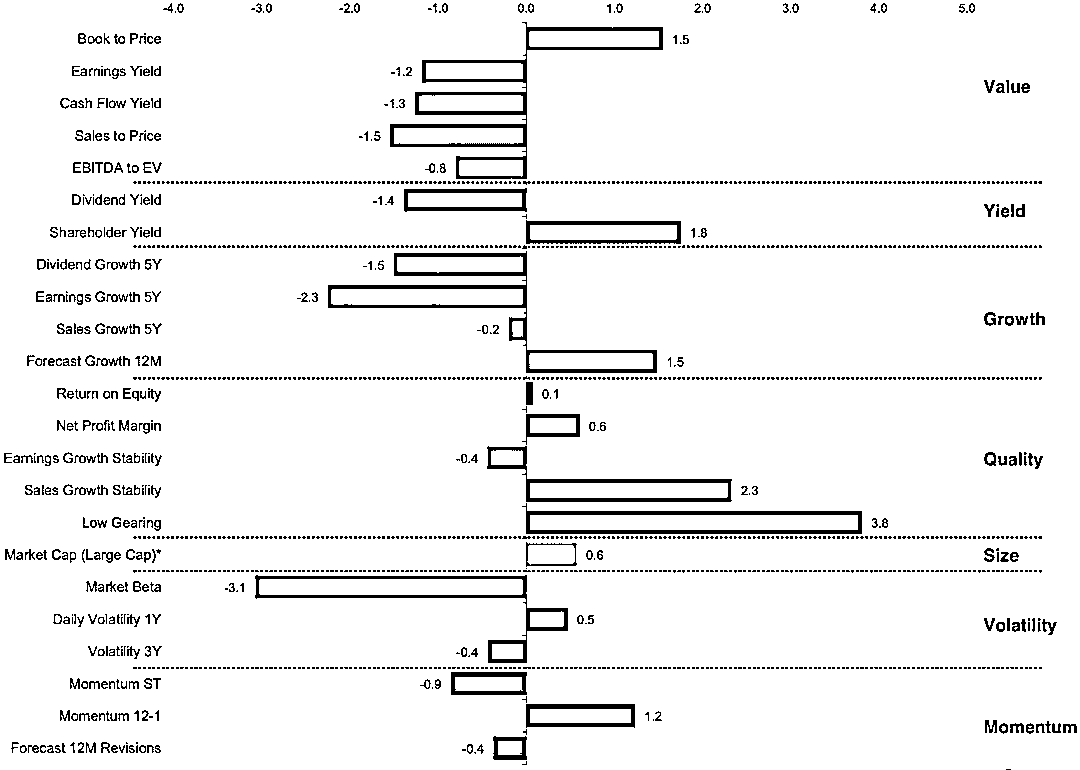 -4.0 -3.0 -2.0 -1.0 0.0 1.0 2.0 3.0 4.0 5.0
Book to Price 1.5
Earnings Yield -1.2
Value
Cash Flow Yield -1.3
Sales to Price -1.5
EBITDA to EV -0.8
Dividend Yield -1.4
Yield
Shareholder Yield 1.8
Dividend Growth 5Y -1.5
Earnings Growth 5Y -2.3
Growth
Sales Growth 5Y -0.2
Forecast Growth 12M 1.5
Return on Equity 0.1
Net Profit Margin 0.6
Earnings Growth Stability -0.4 Quality
Sales Growth Stability 2.3
Low Gearing 3.8
Market Cap (Large Cap)* 0.6 Size
Market Beta -3.1
Daily Volatility 1Y 0.5
Volatility
Volatility 3Y -0.4
Momentum ST -0.9
Momentum 12-1 1.2
Momentum
Forecast 12M Revisions -0.4